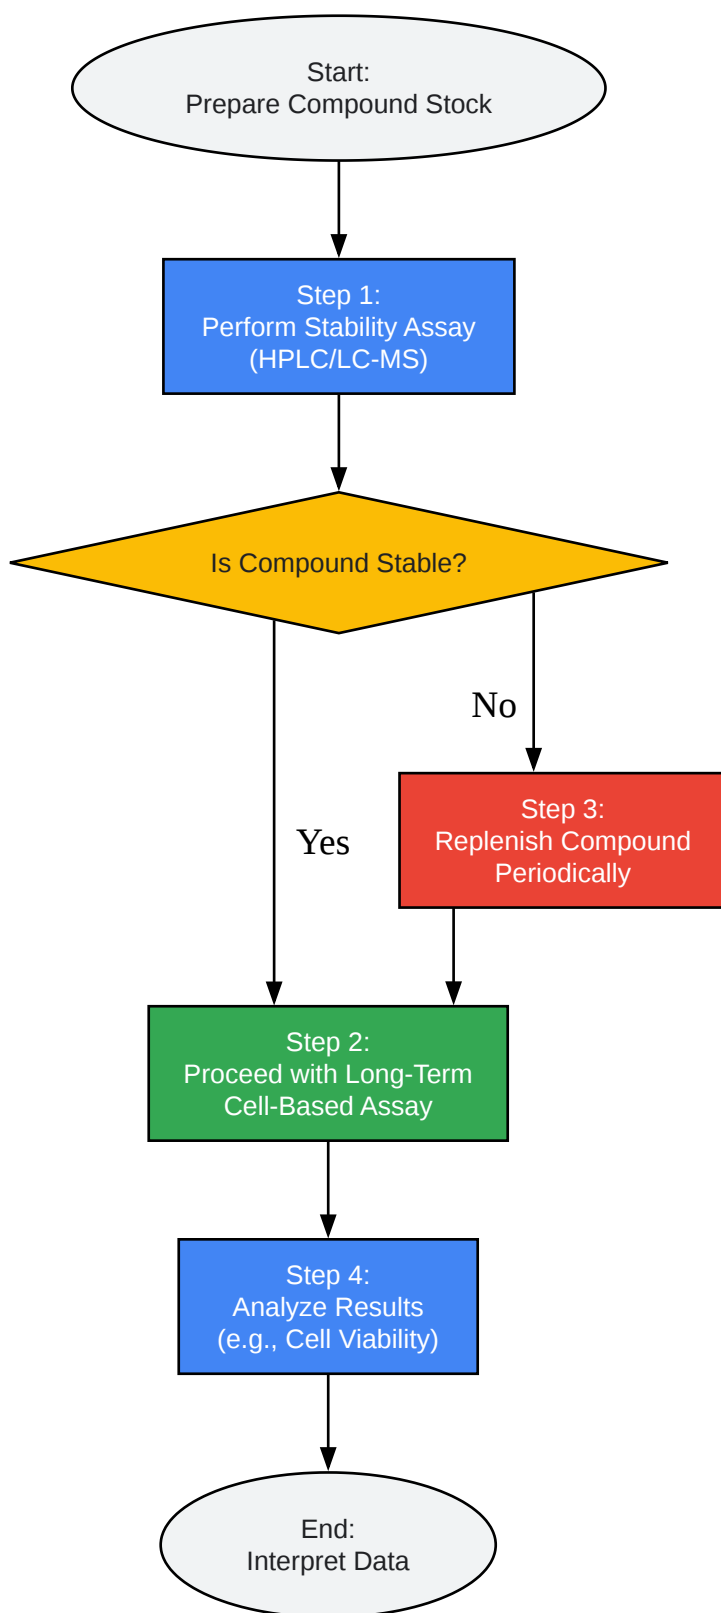 Start:
Prepare Compound Stock
Step 1:
Perform Stability Assay
(HPLC/LC-MS)
Is Compound Stable?
No
Step 3:
Replenish Compound
Periodically
Yes
Step 2:
Proceed with Long-Term
Cell-Based Assay
Step 4:
Analyze Results
(e.g., Cell Viability)
End:
Interpret Data